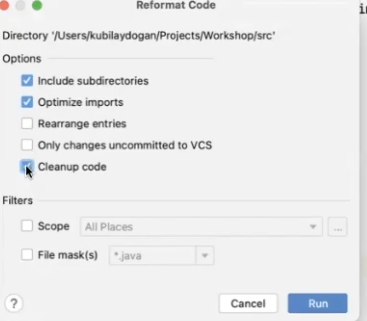 Reformat Code
Directory '/Users/kubilaydogan/Projects/Workshop/src'
Options
Include subdirectories
Optimize imports
Rearrange entries
Only changes uncommitted to VCS
Cleanup code
Filters
Scope All Places ...
File mask(s) *.java
? Cancel Run